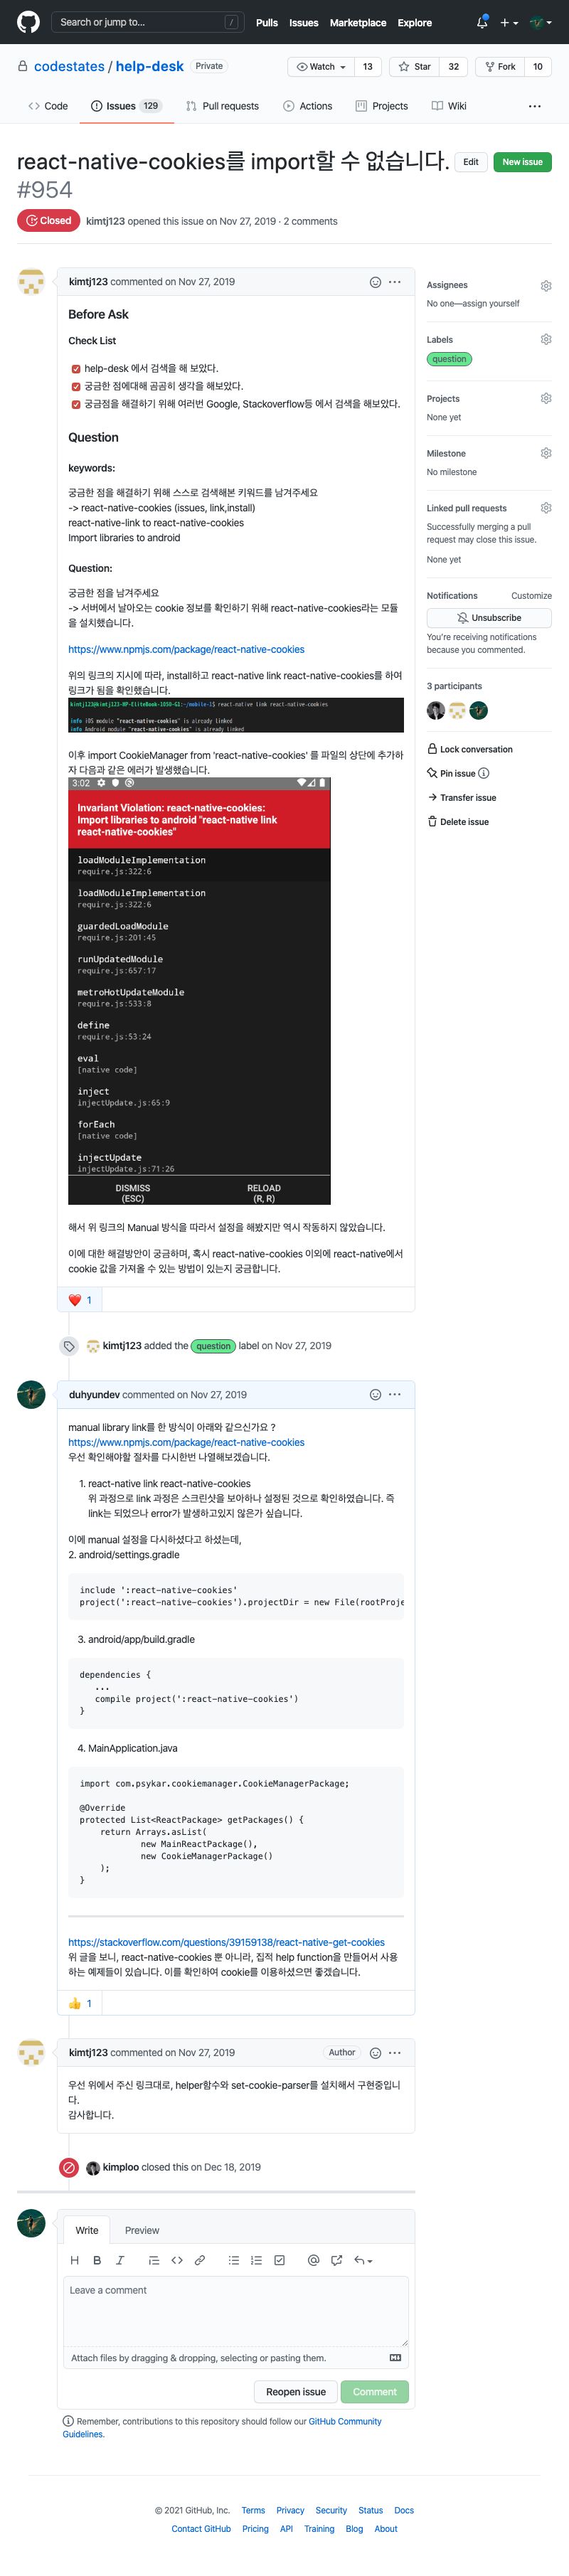 Search or jump to...
/
Pulls Issues Marketplace Explore
codestates / help-desk Private
Watch 13 Star 32 Fork 10
Code Issues 129 Pull requests Actions Projects Wiki
react-native-cookies를 import할 수 없습니다.
#954
Edit New issue
Closed kimtj123 opened this issue on Nov 27, 2019 · 2 comments
kimtj123 commented on Nov 27, 2019
Before Ask
Check List
help-desk 에서 검색을 해 보았다.
궁금한 점에대해 곰곰히 생각을 해보았다.
궁금점을 해결하기 위해 여러번 Google, Stackoverflow등 에서 검색을 해보았다.
Question
keywords:
궁금한 점을 해결하기 위해 스스로 검색해본 키워드를 남겨주세요
-> react-native-cookies (issues, link,install)
react-native-link to react-native-cookies
Import libraries to android
Question:
궁금한 점을 남겨주세요
-> 서버에서 날아오는 cookie 정보를 확인하기 위해 react-native-cookies라는 모듈
을 설치했습니다.
https://www.npmjs.com/package/react-native-cookies
위의 링크의 지시에 따라, install하고 react-native link react-native-cookies를 하여
링크가 됨을 확인했습니다.
kimtj123@kimtj123-HP-EliteBook-1050-G1:~/mobile-1$ react-native link react-native-cookies
info iOS module "react-native-cookies" is already linked
info Android module "react-native-cookies" is already linked
이후 import CookieManager from 'react-native-cookies' 를 파일의 상단에 추가하
자 다음과 같은 에러가 발생했습니다.
3:02
Invariant Violation: react-native-cookies:
Import libraries to android "react-native link
react-native-cookies"
loadModuleImplementation
require.js:322:6
loadModuleImplementation
require.js:322:6
guardedLoadModule
require.js:201:45
runUpdatedModule
require.js:657:17
metroHotUpdateModule
require.js:533:8
define
require.js:53:24
eval
[native code]
inject
injectUpdate.js:65:9
forEach
[native code]
injectUpdate
injectUpdate.js:71:26
DISMISS RELOAD
(ESC) (R, R)
해서 위 링크의 Manual 방식을 따라서 설정을 해봤지만 역시 작동하지 않았습니다.
이에 대한 해결방안이 궁금하며, 혹시 react-native-cookies 이외에 react-native에서
cookie 값을 가져올 수 있는 방법이 있는지 궁금합니다.
1
kimtj123 added the question label on Nov 27, 2019
duhyundev commented on Nov 27, 2019
manual library link를 한 방식이 아래와 같으신가요 ?
https://www.npmjs.com/package/react-native-cookies
우선 확인해야할 절차를 다시한번 나열해보겠습니다.
1. react-native link react-native-cookies
위 과정으로 link 과정은 스크린샷을 보아하니 설정된 것으로 확인하였습니다. 즉
link는 되었으나 error가 발생하고있지 않은가 싶습니다.
이에 manual 설정을 다시하셨다고 하셨는데,
2. android/settings.gradle
include ':react-native-cookies'
project(':react-native-cookies').projectDir = new File(rootProje
3. android/app/build.gradle
dependencies {
...
compile project(':react-native-cookies')
}
4. MainApplication.java
import com.psykar.cookiemanager.CookieManagerPackage;
@Override
protected List<ReactPackage> getPackages() {
return Arrays.asList(
new MainReactPackage(),
new CookieManagerPackage()
);
}
https://stackoverflow.com/questions/39159138/react-native-get-cookies
위 글을 보니, react-native-cookies 뿐 아니라, 집적 help function을 만들어서 사용
하는 예제들이 있습니다. 이를 확인하여 cookie를 이용하셨으면 좋겠습니다.
1
kimtj123 commented on Nov 27, 2019 Author
우선 위에서 주신 링크대로, helper함수와 set-cookie-parser를 설치해서 구현중입니
다.
감사합니다.
kimploo closed this on Dec 18, 2019
Write Preview
Leave a comment
Attach files by dragging & dropping, selecting or pasting them.
Reopen issue Comment
Remember, contributions to this repository should follow our GitHub Community
Guidelines.
Assignees
No one—assign yourself
Labels
question
Projects
None yet
Milestone
No milestone
Linked pull requests
Successfully merging a pull
request may close this issue.
None yet
Notifications Customize
Unsubscribe
You're receiving notifications
because you commented.
3 participants
Lock conversation
Pin issue
Transfer issue
Delete issue
© 2021 GitHub, Inc. Terms Privacy Security Status Docs
Contact GitHub Pricing API Training Blog About